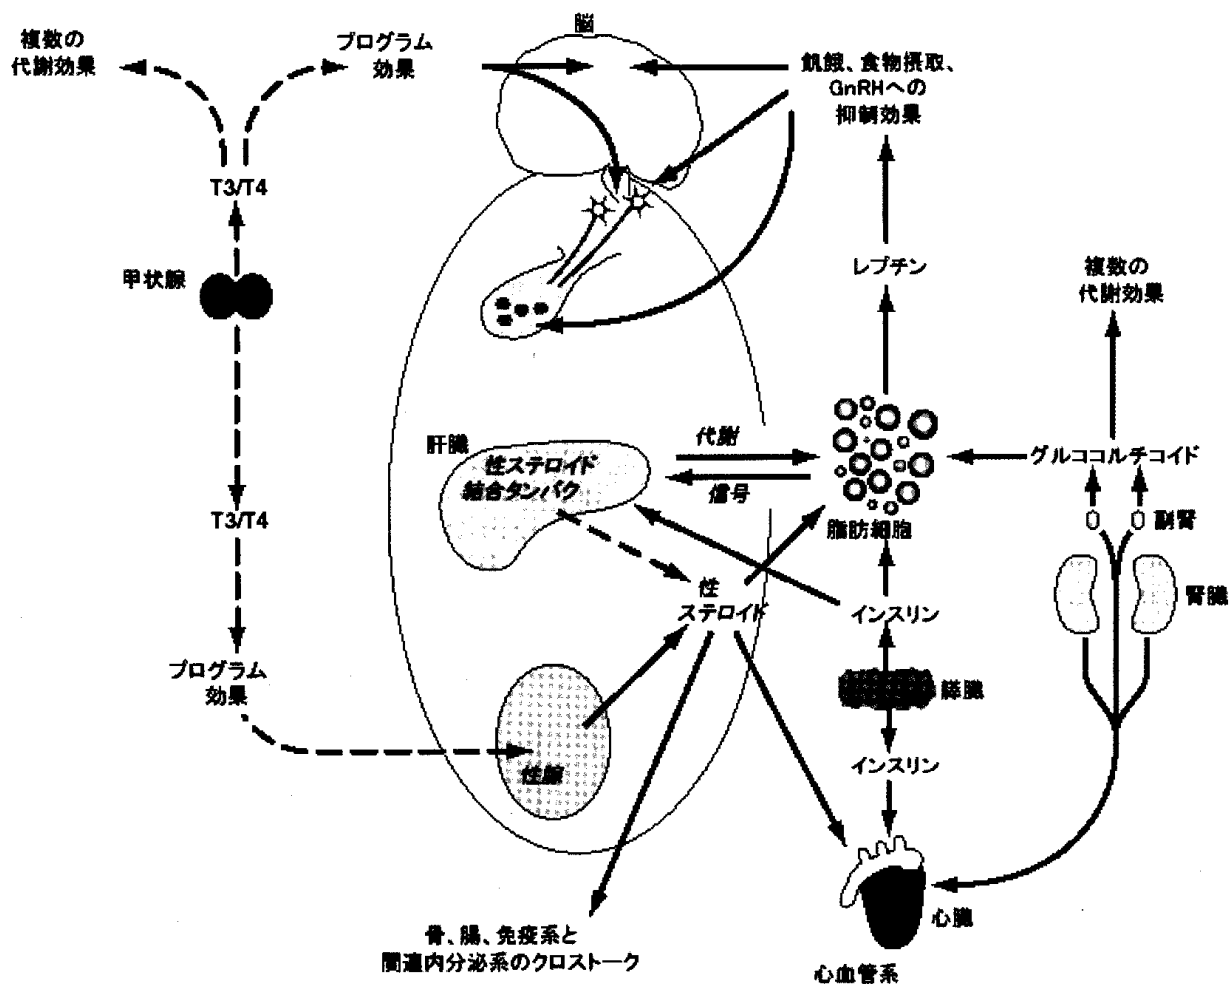 脳
複数の
代謝効果
プログラム
効果
飢餓、食物摂取、
GnRHへの
抑制効果
T3/T4
甲状腺
レプチン
複数の
代謝効果
肝臓
代謝
性ステロイド
結合タンパク
信号
グルココルチコイド
T3/T4
脂肪細胞
副腎
性
ステロイド
インスリン
腎臓
プログラム
効果
膵臓
性腺
インスリン
心臓
骨、腸、免疫系と
関連内分泌系のクロストーク
心血管系